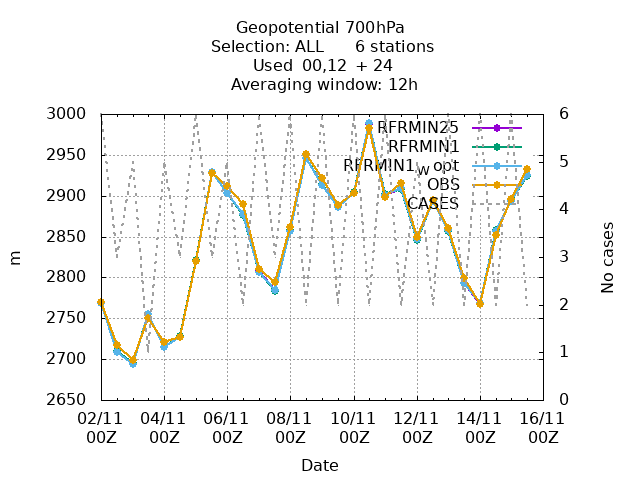 Geopotential 700hPa
Selection: ALL 6 stations
Used 00,12 + 24
Averaging window: 12h
RFRMIN25
RFRMIN1
RFRMIN1_w opt
OBS
CASES
3000
2950
2900
2850
2800
2750
2700
2650
6
5
4
3
2
1
0
m
No cases
02/11 04/11 06/11 08/11 10/11 12/11 14/11 16/11
00Z 00Z 00Z 00Z 00Z 00Z 00Z 00Z
Date